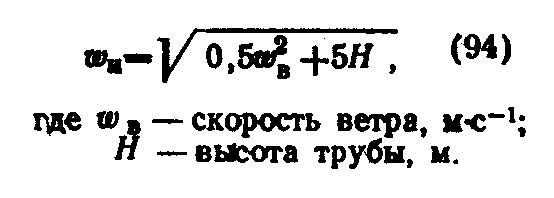 wи=√0,5w²в+5H, (94)
где wв — скорость ветра, м·с⁻¹;
H — высота трубы, м.